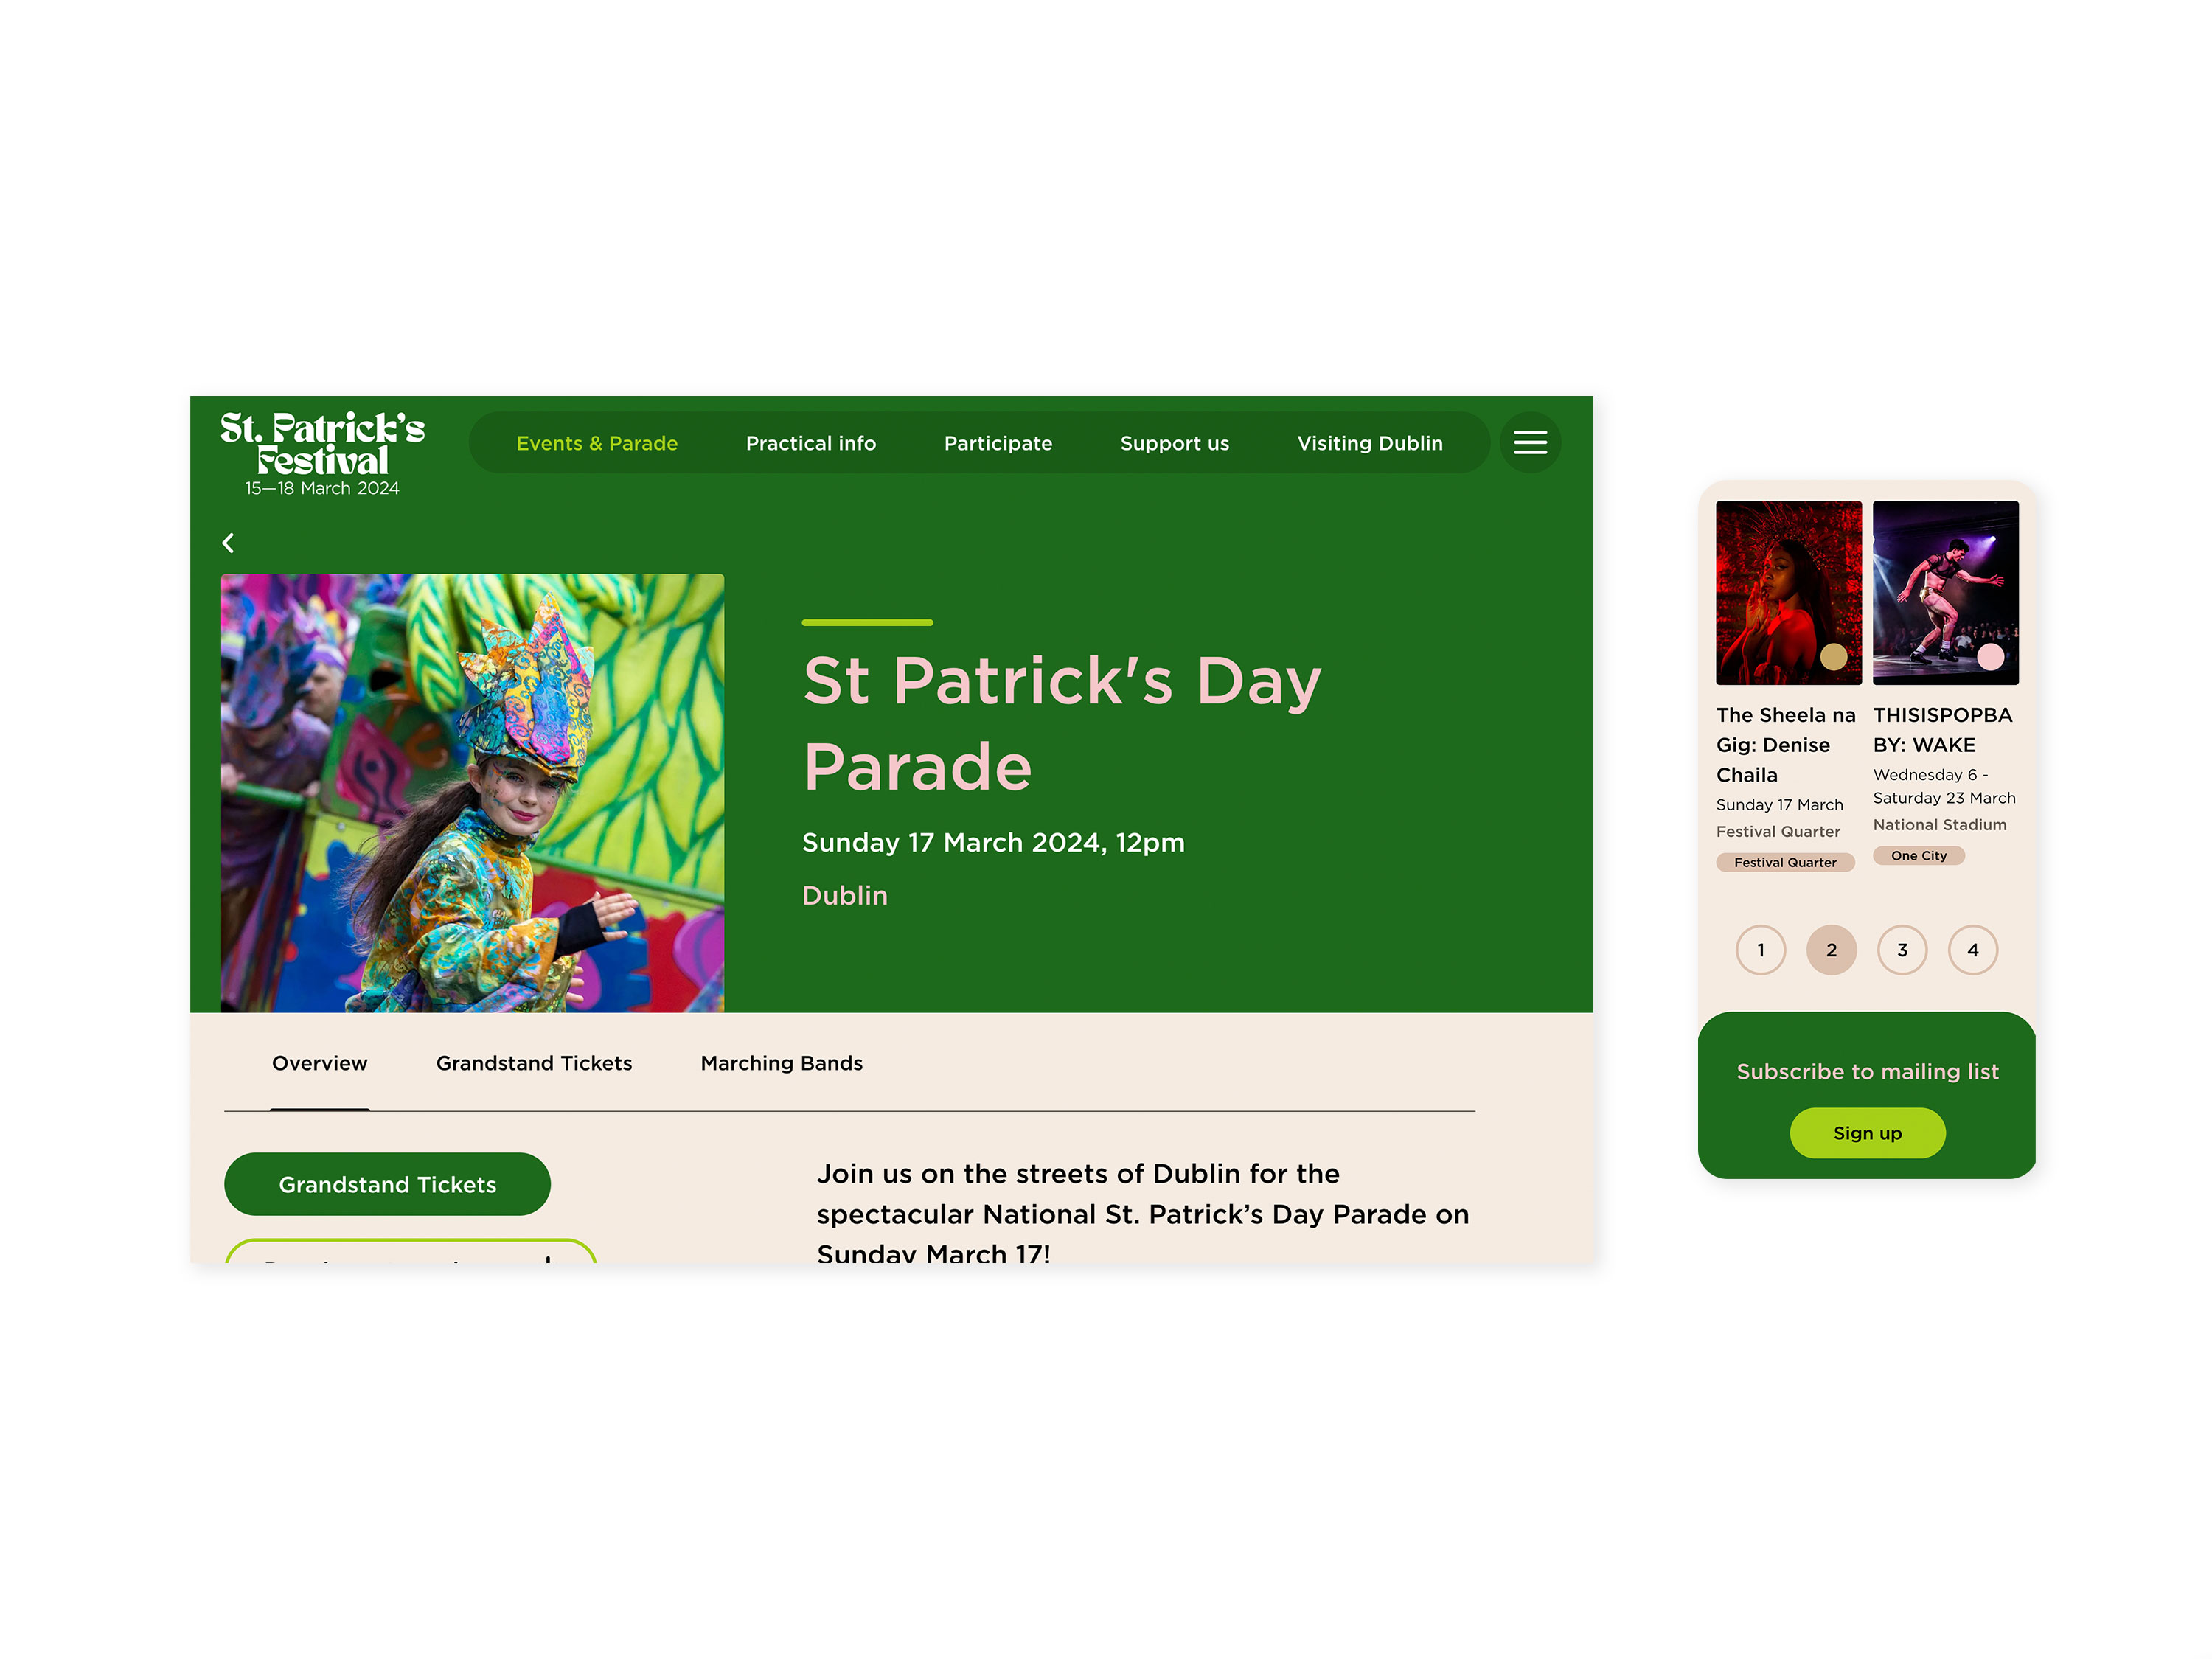 St. Patrick's
Festival
15—18 March 2024
Events & Parade
Practical info
Participate
Support us
Visiting Dublin
St Patrick's Day
Parade
Sunday 17 March 2024, 12pm
Dublin
Overview
Grandstand Tickets
Marching Bands
Grandstand Tickets
Join us on the streets of Dublin for the
spectacular National St. Patrick’s Day Parade on
Sunday March 17!
The Sheela na
Gig: Denise
Chaila
Sunday 17 March
Festival Quarter
Festival Quarter
THISISPOPBA
BY: WAKE
Wednesday 6 -
Saturday 23 March
National Stadium
One City
1
2
3
4
Subscribe to mailing list
Sign up